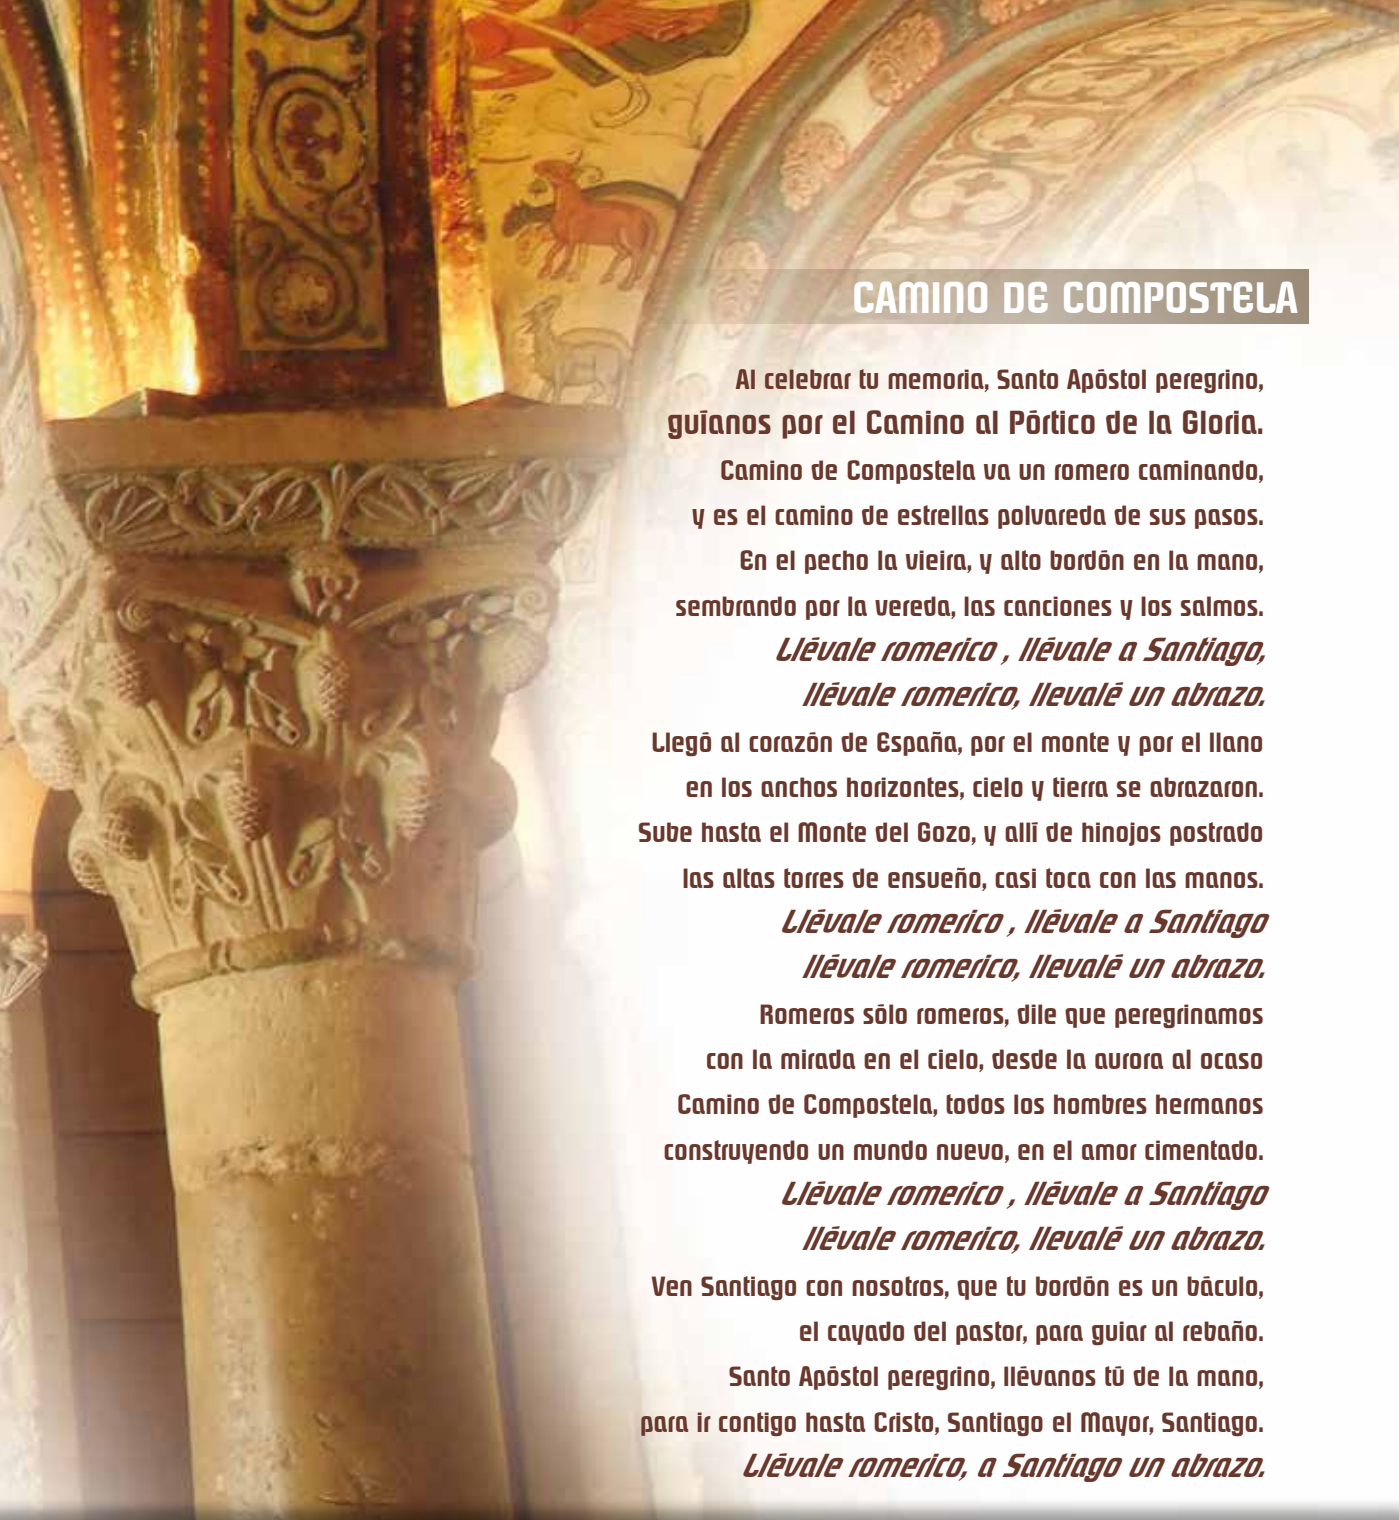 CAMINO DE COMPOSTELA
Al celebrar tu memoria, Santo Apóstol peregrino,
guíanos por el Camino al Pórtico de la Gloria.
Camino de Compostela va un romero caminando,
y es el camino de estrellas polvareda de sus pasos.
En el pecho la vieira, y alto bordón en la mano,
sembrando por la vereda, las canciones y los salmos.
Llévale romerico , llévale a Santiago,
llévale romerico, llevalé un abrazo.
Llegó al corazón de España, por el monte y por el llano
en los anchos horizontes, cielo y tierra se abrazaron.
Sube hasta el Monte del Gozo, y allí de hinojos postrado
las altas torres de ensueño, casi toca con las manos.
Llévale romerico , llévale a Santiago
llévale romerico, llevalé un abrazo.
Romeros sólo romeros, dile que peregrinamos
con la mirada en el cielo, desde la aurora al ocaso
Camino de Compostela, todos los hombres hermanos
construyendo un mundo nuevo, en el amor cimentado.
Llévale romerico , llévale a Santiago
llévale romerico, llevalé un abrazo.
Ven Santiago con nosotros, que tu bordón es un báculo,
el cayado del pastor, para guiar al rebaño.
Santo Apóstol peregrino, llévanos tú de la mano,
para ir contigo hasta Cristo, Santiago el Mayor, Santiago.
Llévale romerico, a Santiago un abrazo.